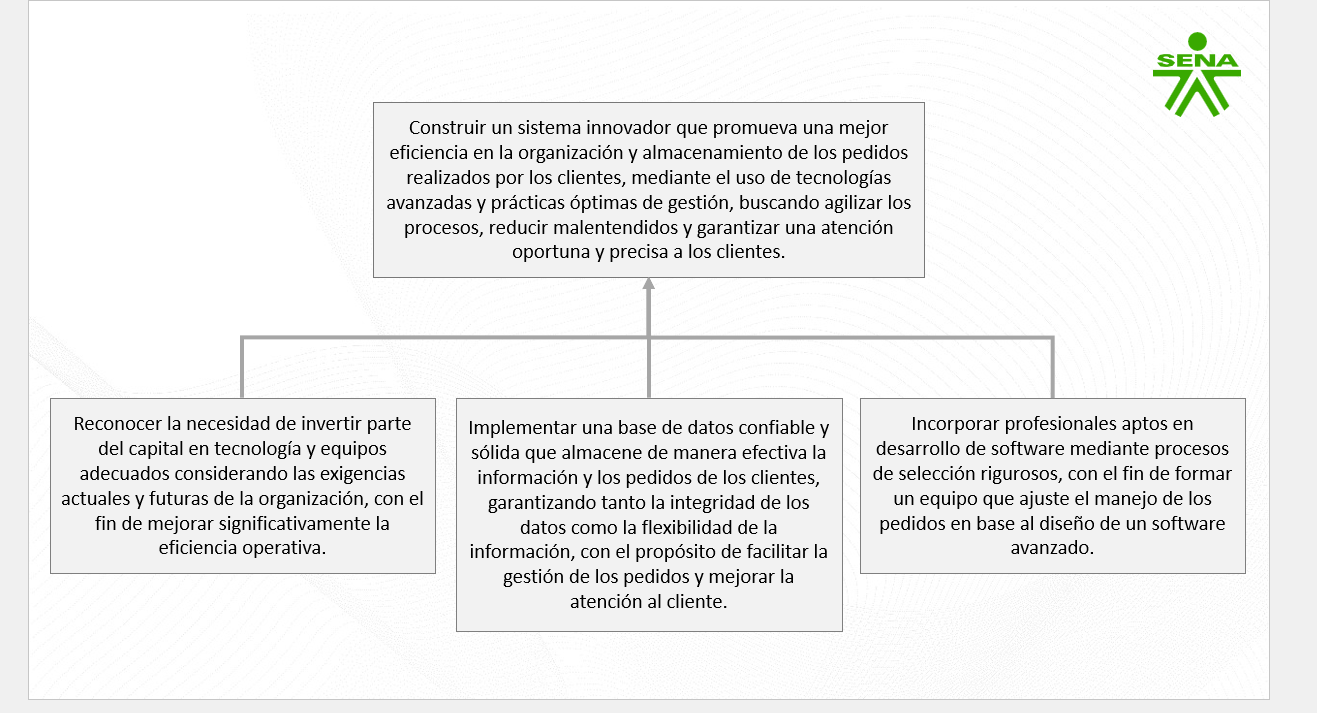 SENA
Construir un sistema innovador que promueva una mejor
eficiencia en la organización y almacenamiento de los pedidos
realizados por los clientes, mediante el uso de tecnologías
avanzadas y prácticas óptimas de gestión, buscando agilizar los
procesos, reducir malentendidos y garantizar una atención
oportuna y precisa a los clientes.
Reconocer la necesidad de invertir parte
del capital en tecnología y equipos
adecuados considerando las exigencias
actuales y futuras de la organización, con el
fin de mejorar significativamente la
eficiencia operativa.
Implementar una base de datos confiable y
sólida que almacene de manera efectiva la
información y los pedidos de los clientes,
garantizando tanto la integridad de los
datos como la flexibilidad de la
información, con el propósito de facilitar la
gestión de los pedidos y mejorar la
atención al cliente.
Incorporar profesionales aptos en
desarrollo de software mediante procesos
de selección rigurosos, con el fin de formar
un equipo que ajuste el manejo de los
pedidos en base al diseño de un software
avanzado.